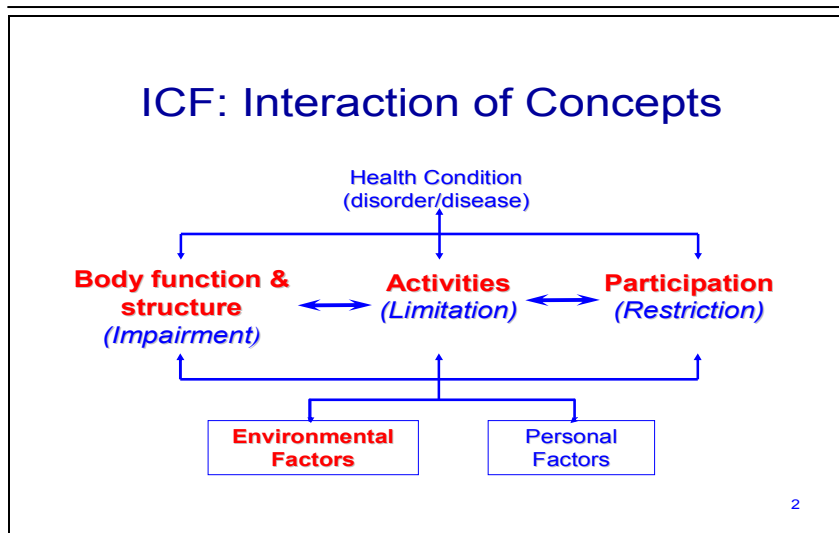 ICF: Interaction of Concepts
Health Condition
(disorder/disease)
Body function &
structure
(Impairment)
Activities
(Limitation)
Participation
(Restriction)
Environmental
Factors
Personal
Factors
2